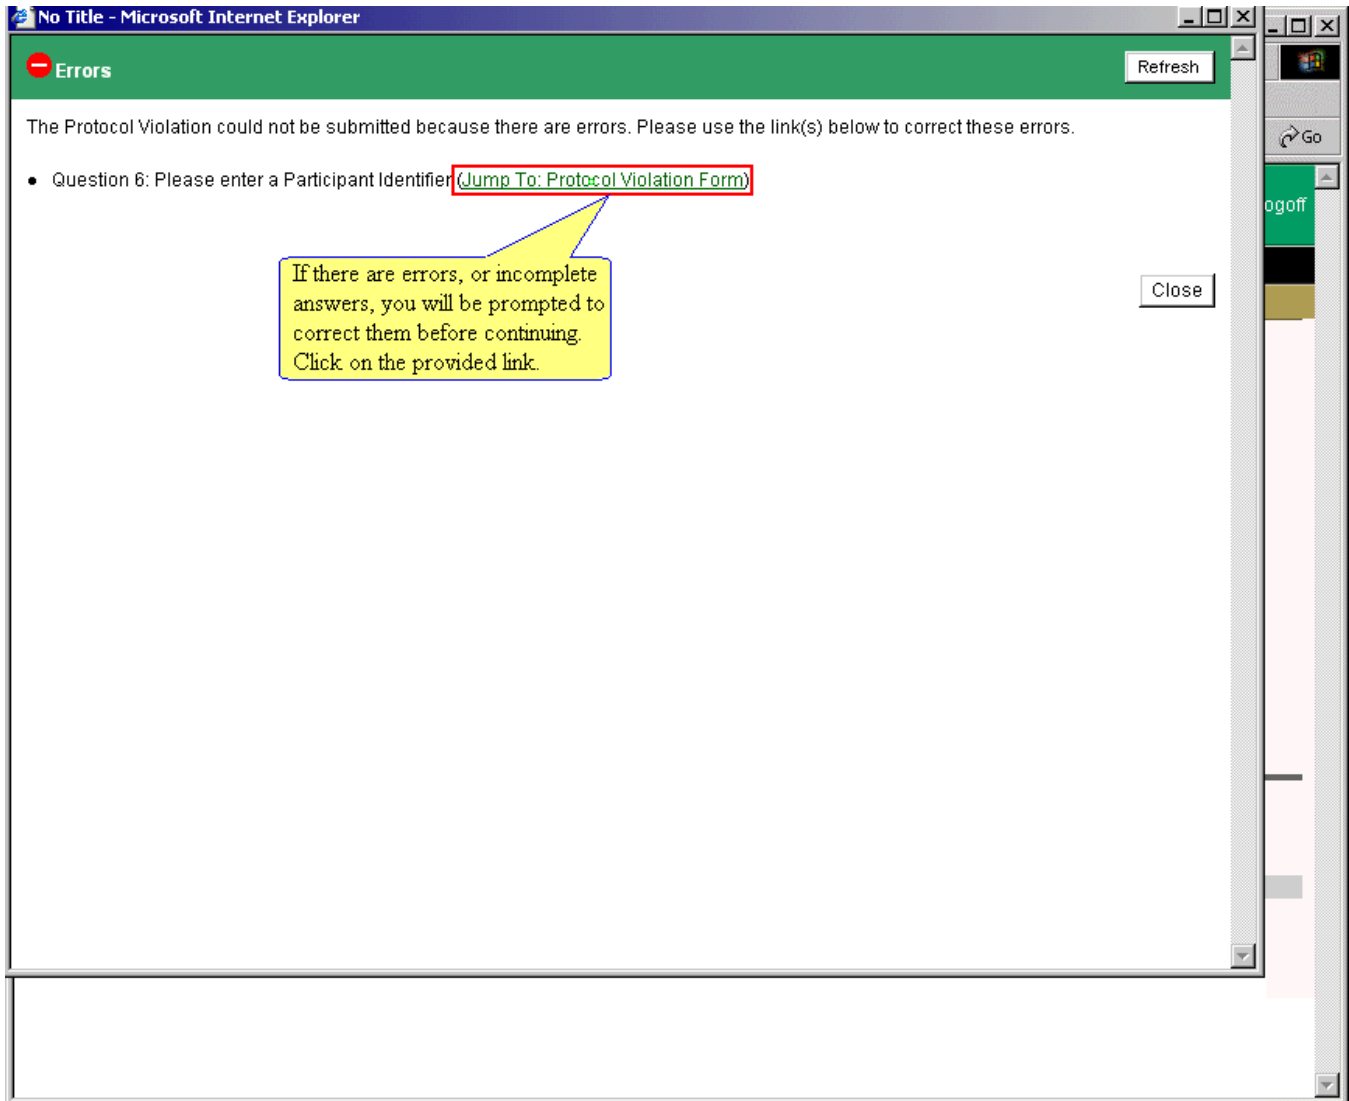 No Title - Microsoft Internet Explorer
Errors
Refresh
The Protocol Violation could not be submitted because there are errors. Please use the link(s) below to correct these errors.
Go
● Question 6: Please enter a Participant Identifier (Jump To: Protocol Violation Form)
ogoff
If there are errors, or incomplete
answers, you will be prompted to
correct them before continuing.
Click on the provided link.
Close